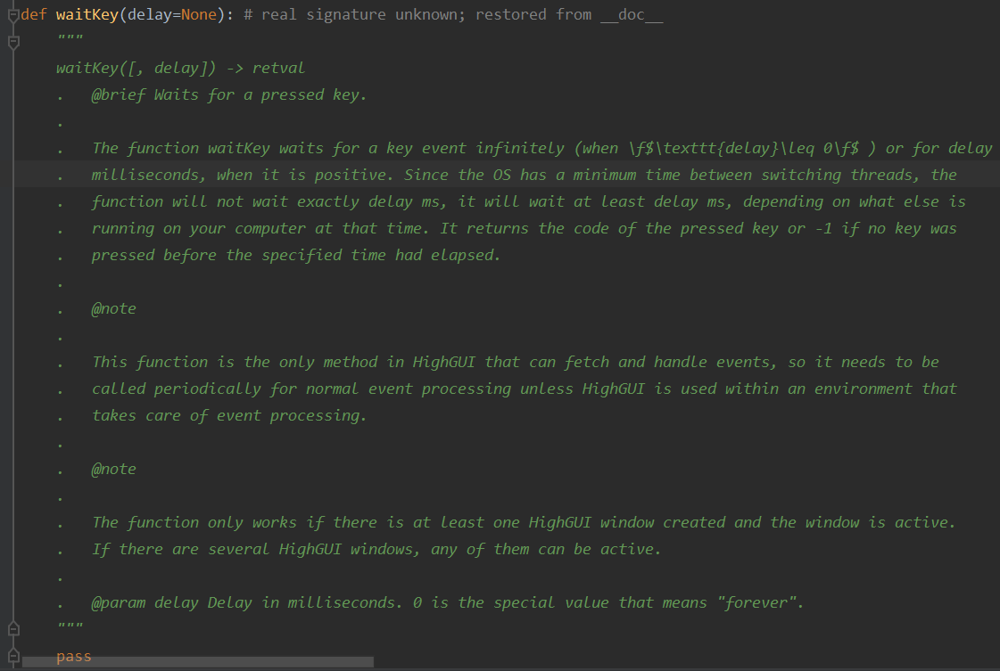 def waitKey(delay=None): # real signature unknown; restored from __doc__
"""
waitKey([, delay]) -> retval
.   @brief Waits for a pressed key.
.
.   The function waitKey waits for a key event infinitely (when \f$\texttt{delay}\leq 0\f$ ) or for delay
.   milliseconds, when it is positive. Since the OS has a minimum time between switching threads, the
.   function will not wait exactly delay ms, it will wait at least delay ms, depending on what else is
.   running on your computer at that time. It returns the code of the pressed key or -1 if no key was
.   pressed before the specified time had elapsed.
.
.   @note
.
.   This function is the only method in HighGUI that can fetch and handle events, so it needs to be
.   called periodically for normal event processing unless HighGUI is used within an environment that
.   takes care of event processing.
.
.   @note
.
.   The function only works if there is at least one HighGUI window created and the window is active.
.   If there are several HighGUI windows, any of them can be active.
.
.   @param delay Delay in milliseconds. 0 is the special value that means "forever".
"""
pass